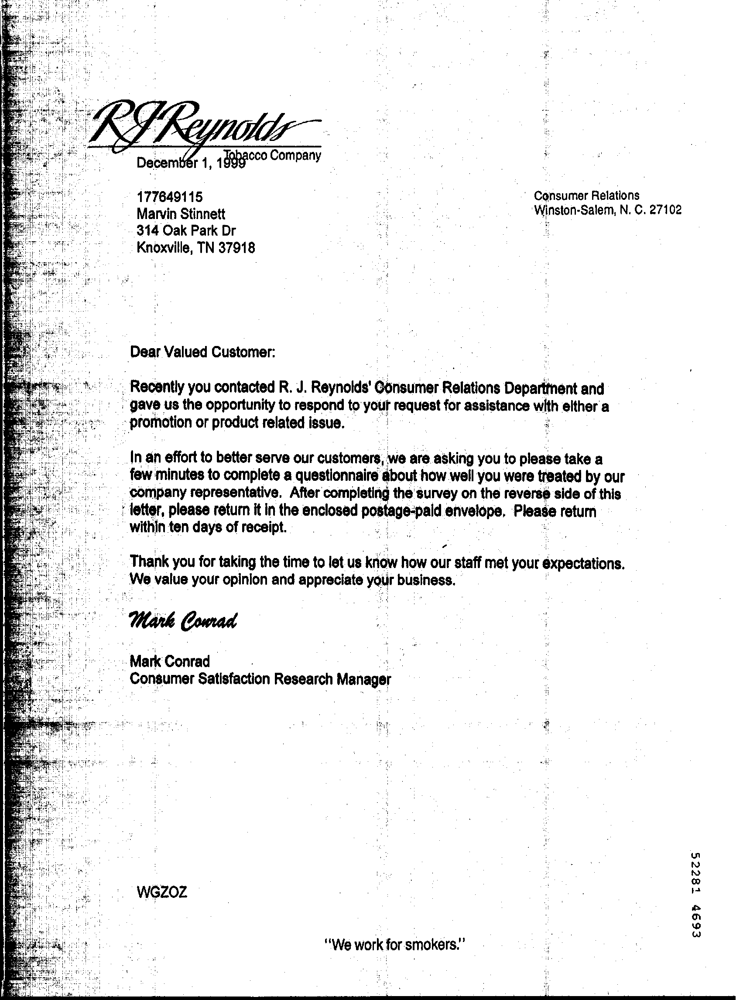 RJReynolds
Tobacco Company
December 1, 1999
177649115
Marvin Stinnett
314 Oak Park Dr
Knoxville, TN 37918
Consumer Relations
Winston-Salem, N. C. 27102
Dear Valued Customer:
Recently you contacted R. J. Reynolds' Consumer Relations Department and
gave us the opportunity to respond to your request for assistance with either a
promotion or product related issue.
In an effort to better serve our customers, we are asking you to please take a
few minutes to complete a questionnaire about how well you were treated by our
company representative. After completing the survey on the reverse side of this
letter, please return it in the enclosed postage-paid envelope. Please return
within ten days of receipt.
Thank you for taking the time to let us know how our staff met your expectations.
We value your opinion and appreciate your business.
Mark Conrad
Mark Conrad
Consumer Satisfaction Research Manager
WGZOZ
"We work for smokers."
52281 4693